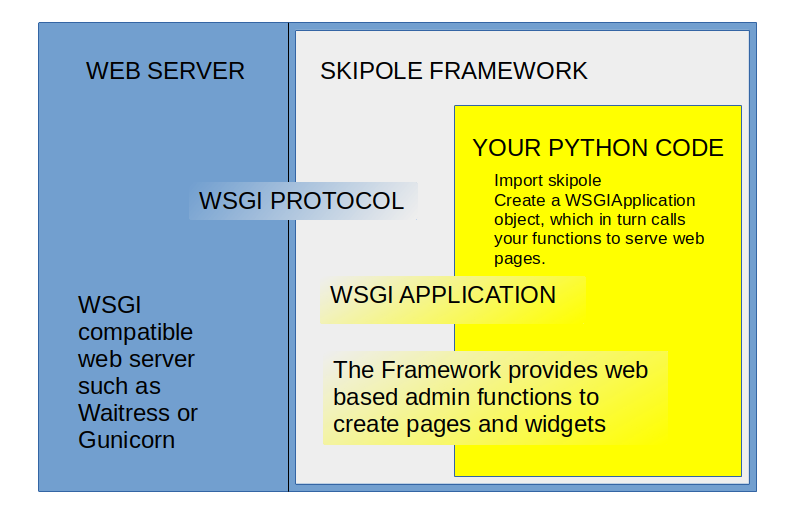 WEB SERVER
SKIPOLE FRAMEWORK
YOUR PYTHON CODE
Import skipole
Create a WSGIApplication
object, which in turn calls
your functions to serve web
pages.
WSGI PROTOCOL
WSGI APPLICATION
WSGI
compatible
web server
such as
Waitress or
Gunicorn
The Framework provides web
based admin functions to
create pages and widgets